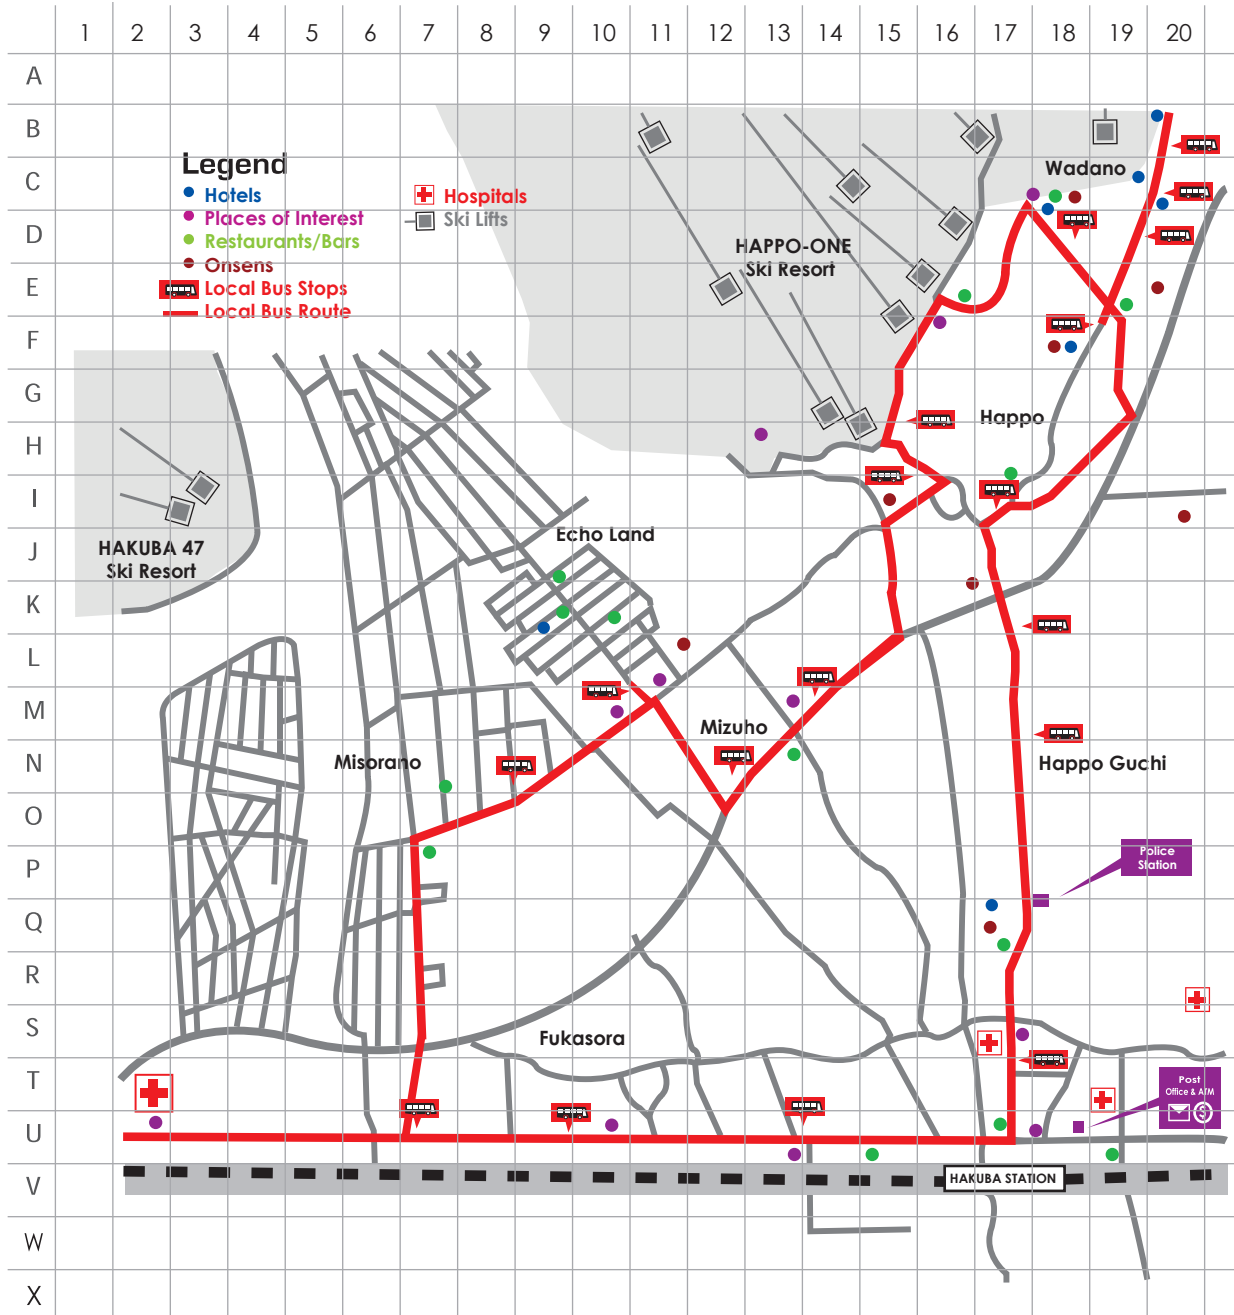 1 2 3 4 5 6 7 8 9 10 11 12 13 14 15 16 17 18 19 20
A
B
Legend
Wadano
C
Hotels
Hospitals
Places of Interest
Ski Lifts
D
Restaurants/Bars
HAPPO-ONE
Ski Resort
Onsens
E
Local Bus Stops
Local Bus Route
F
G
Happo
H
I
Echo Land
J
HAKUBA 47
Ski Resort
K
L
M
Mizuho
N
Misorano
Happo Guchi
O
P
Police
Station
Q
R
S
Fukasora
T
Post
Office & ATM
$
U
V
HAKUBA STATION
W
X